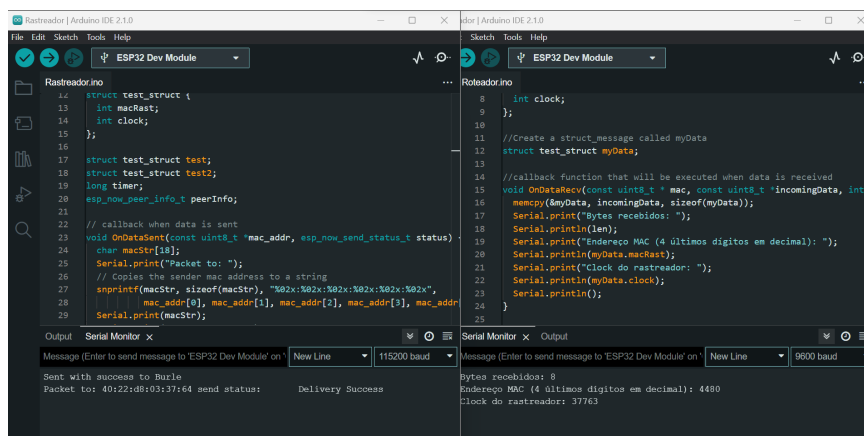 Rastreador | Arduino IDE 2.1.0
File Edit Sketch Tools Help
ESP32 Dev Module
Rastreador.ino
12 struct test_struct {
13 int macRast;
14 int clock;
15 };
16
17 struct test_struct test;
18 struct test_struct test2;
19 long timer;
20 esp_now_peer_info_t peerInfo;
21
22 // callback when data is sent
23 void OnDataSent(const uint8_t *mac_addr, esp_now_send_status_t status)
24 char macStr[18];
25 Serial.print("Packet to: ");
26 // Copies the sender mac address to a string
27 snprintf(macStr, sizeof(macStr), "%02x:%02x:%02x:%02x:%02x:%02x",
28 mac_addr[0], mac_addr[1], mac_addr[2], mac_addr[3], mac_addr
29 Serial.print(macStr);
Output Serial Monitor x
Message (Enter to send message to 'ESP32 Dev Module' on '
New Line
115200 baud
Sent with success to Burle
Packet to: 40:22:d8:03:37:64 send status: Delivery Success
dor | Arduino IDE 2.1.0
Sketch Tools Help
ESP32 Dev Module
Roteador.ino
8 int clock;
9 };
10
11 //Create a struct_message called myData
12 struct test_struct myData;
13
14 //callback function that will be executed when data is received
15 void OnDataRecv(const uint8_t * mac, const uint8_t *incomingData, int
16 memcpy(&myData, incomingData, sizeof(myData));
17 Serial.print("Bytes recebidos: ");
18 Serial.println(len);
19 Serial.print("Endereço MAC (4 últimos dígitos em decimal): ");
20 Serial.println(myData.macRast);
21 Serial.print("Clock do rastreador: ");
22 Serial.println(myData.clock);
23 Serial.println();
24 }
25
Serial Monitor x Output
Message (Enter to send message to 'ESP32 Dev Module' on '
New Line
9600 baud
Bytes recebidos: 8
Endereço MAC (4 últimos dígitos em decimal): 4480
Clock do rastreador: 37763